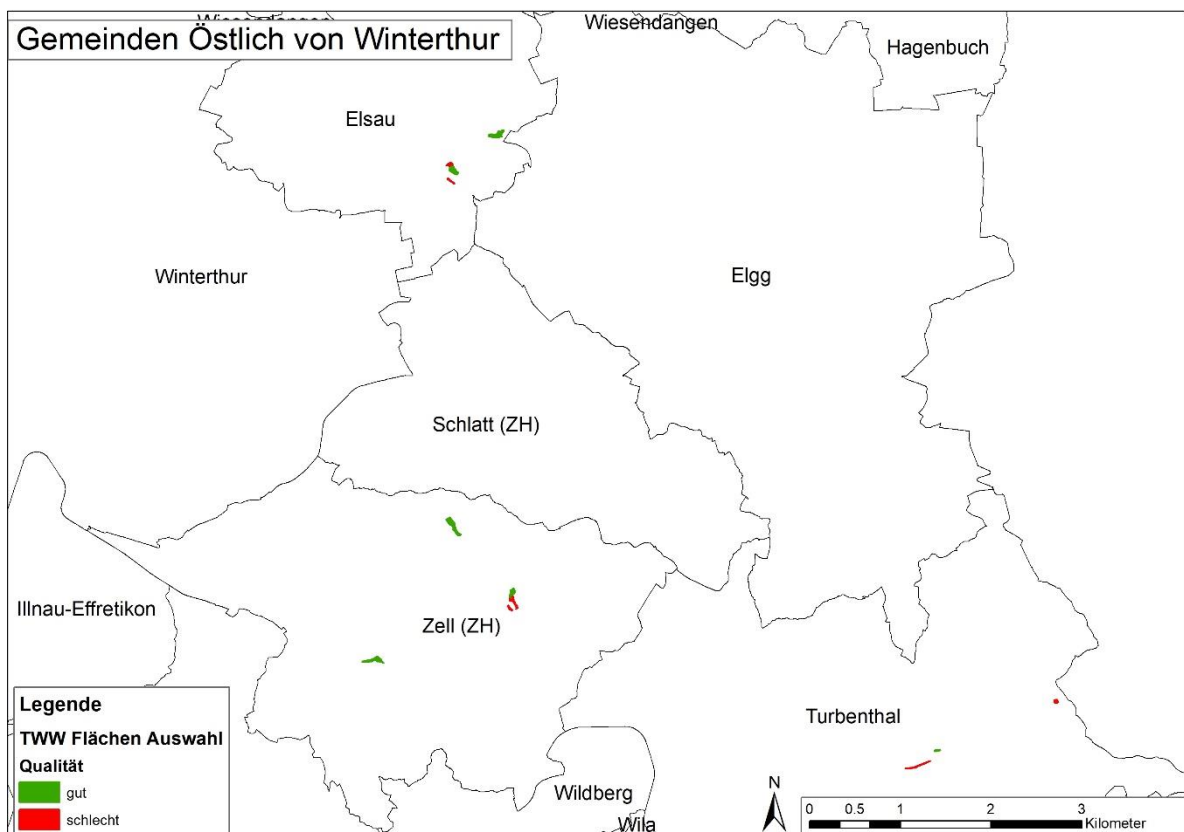 Wiesendangen
Gemeinden Östlich von Winterthur
Wiesendangen
Hagenbuch
Elsau
Winterthur
Elgg
Schlatt (ZH)
Illnau-Effretikon
Zell (ZH)
Turbenthal
Wildberg
Wila
Legende
TWW Flächen Auswahl
Qualität
gut
schlecht
N
0 0.5 1 2 3
Kilometer